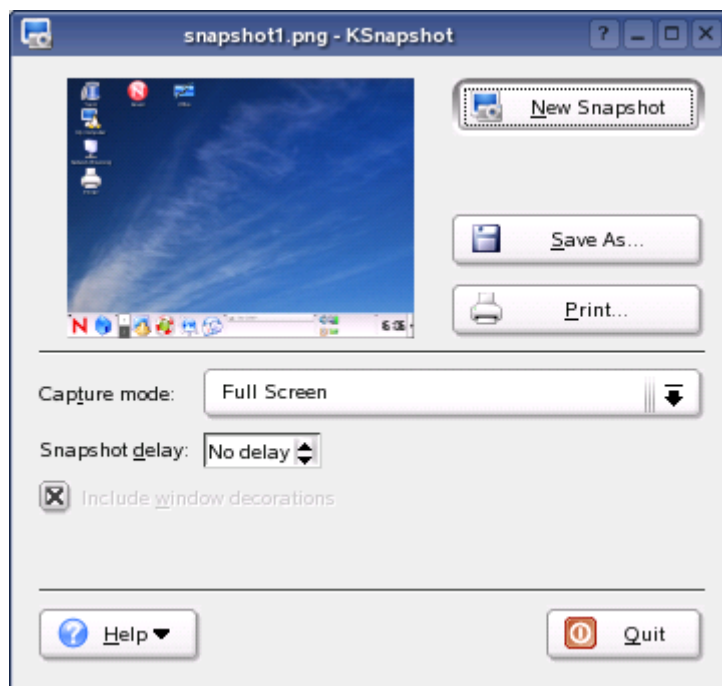 snapshot1.png - KSnapshot
New Snapshot
Save As...
Print...
N
Capture mode: Full Screen
Snapshot delay: No delay
Include window decorations
Help
Quit